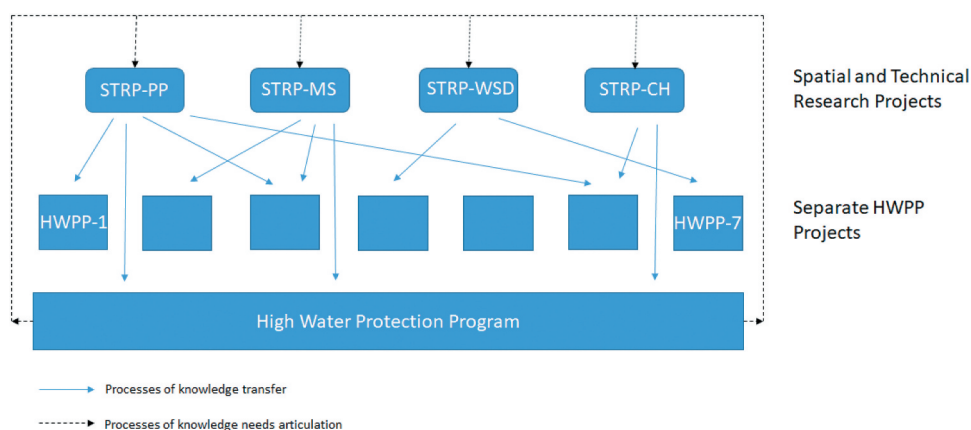 STRP-PP
STRP-MS
STRP-WSD
STRP-CH
Spatial and Technical
Research Projects
HWPP-1
HWPP-7
Separate HWPP
Projects
High Water Protection Program
Processes of knowledge transfer
Processes of knowledge needs articulation